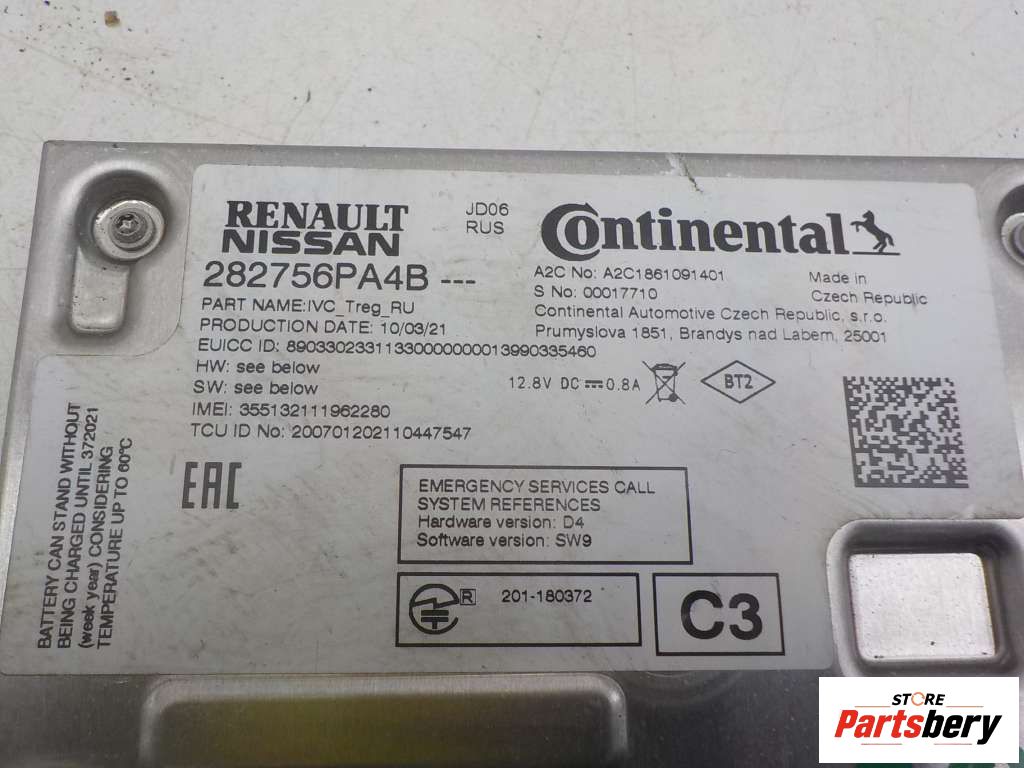 RENAULT
NISSAN
JD06
RUS
Continental
282756PA4B ---
PART NAME:IVC_Treg_RU
PRODUCTION DATE: 10/03/21
EUICC ID: 89033023311330000000013990335460
HW: see below
SW: see below
IMEI: 355132111962280
TCU ID No: 200701202110447547
A2C No: A2C1861091401
S No: 00017710
Made in
Czech Republic
Continental Automotive Czech Republic, s.r.o.
Prumyslova 1851, Brandys nad Labem, 25001
12.8V DC 0.8A
BT2
EAC
EMERGENCY SERVICES CALL
SYSTEM REFERENCES
Hardware version: D4
Software version: SW9
R 201-180372
C3
BATTERY CAN STAND WITHOUT
BEING CHARGED UNTIL 372021
(week year) CONSIDERING
TEMPERATURE UP TO 60°C
STORE
Partsbery